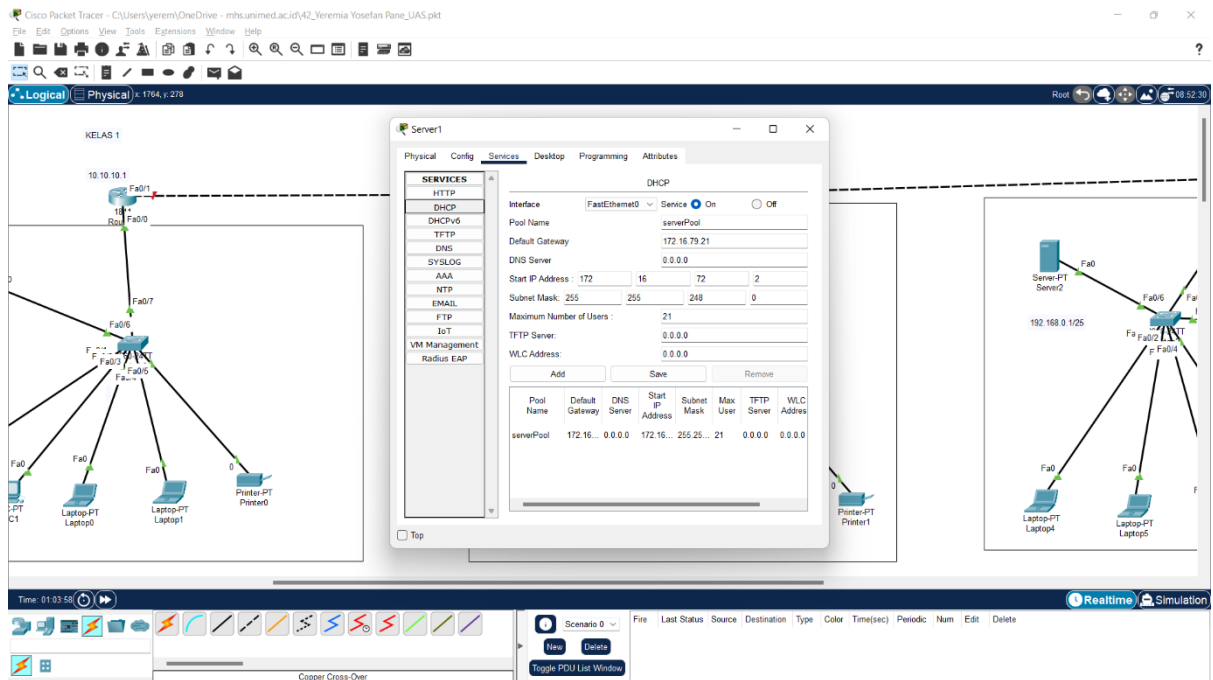 Cisco Packet Tracer - C:\Users\yerem\OneDrive - mhs.unimed.ac.id\42_Yeremia Yosefan Pane_UAS.pkt
File Edit Options View Tools Extensions Window Help
?
Logical Physical x: 1764, y: 278 Root 08:52:30
KELAS 1
10.10.10.1
Fa0/1
Fa0/0
Fa0/7
Fa0/6
Fa0/3
Fa0/5
Fa0
Fa0
Fa0
0
Printer-PT
Printer0
Laptop-PT
Laptop0
Laptop-PT
Laptop1
-PT
C1
Server1
Physical Config Services Desktop Programming Attributes
SERVICES
HTTP
DHCP
DHCPv6
TFTP
DNS
SYSLOG
AAA
NTP
EMAIL
FTP
IoT
VM Management
Radius EAP
DHCP
Interface FastEthernet0 Service On Off
Pool Name serverPool
Default Gateway 172.16.79.21
DNS Server 0.0.0.0
Start IP Address : 172 16 72 2
Subnet Mask: 255 255 248 0
Maximum Number of Users : 21
TFTP Server: 0.0.0.0
WLC Address: 0.0.0.0
Add Save Remove
Pool Name Default Gateway DNS Server Start IP Address Subnet Mask Max User TFTP Server WLC Addres
serverPool 172.16... 0.0.0.0 172.16... 255.25... 21 0.0.0.0 0.0.0.0
Top
0
Printer-PT
Printer1
Server-PT
Server2
Fa0
192.168.0.1/25
Fa0/6
Fa0/2
Fa0/4
Fa0
Fa0
Laptop-PT
Laptop4
Laptop-PT
Laptop5
Time: 01:03:58 Realtime Simulation
Scenario 0
New Delete
Toggle PDU List Window
Fire Last Status Source Destination Type Color Time(sec) Periodic Num Edit Delete
Copper Cross-Over